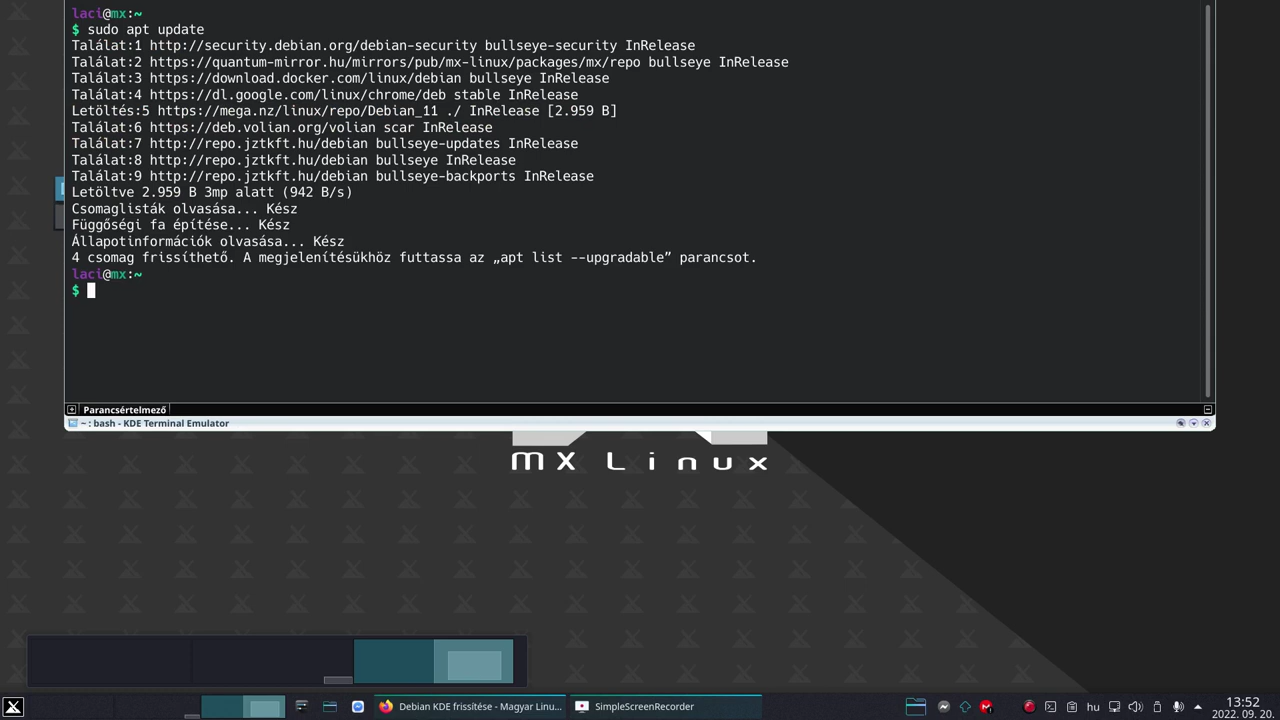 laci@mx:~
$ sudo apt update
Találat:1 http://security.debian.org/debian-security bullseye-security InRelease
Találat:2 https://quantum-mirror.hu/mirrors/pub/mx-linux/packages/mx/repo bullseye InRelease
Találat:3 https://download.docker.com/linux/debian bullseye InRelease
Találat:4 https://dl.google.com/linux/chrome/deb stable InRelease
Letöltés:5 https://mega.nz/linux/repo/Debian_11 ./ InRelease [2.959 B]
Találat:6 https://deb.volian.org/volian scar InRelease
Találat:7 http://repo.jztkft.hu/debian bullseye-updates InRelease
Találat:8 http://repo.jztkft.hu/debian bullseye InRelease
Találat:9 http://repo.jztkft.hu/debian bullseye-backports InRelease
Letöltve 2.959 B 3mp alatt (942 B/s)
Csomaglisták olvasása... Kész
Függőségi fa építése... Kész
Állapotinformációk olvasása... Kész
4 csomag frissíthető. A megjelenítésükhöz futtassa az „apt list --upgradable” parancsot.
laci@mx:~
$
Parancsértelmező
~ : bash - KDE Terminal Emulator
MX Linux
Debian KDE frissítése - Magyar Linu...
SimpleScreenRecorder
hu
13:52
2022. 09. 20.